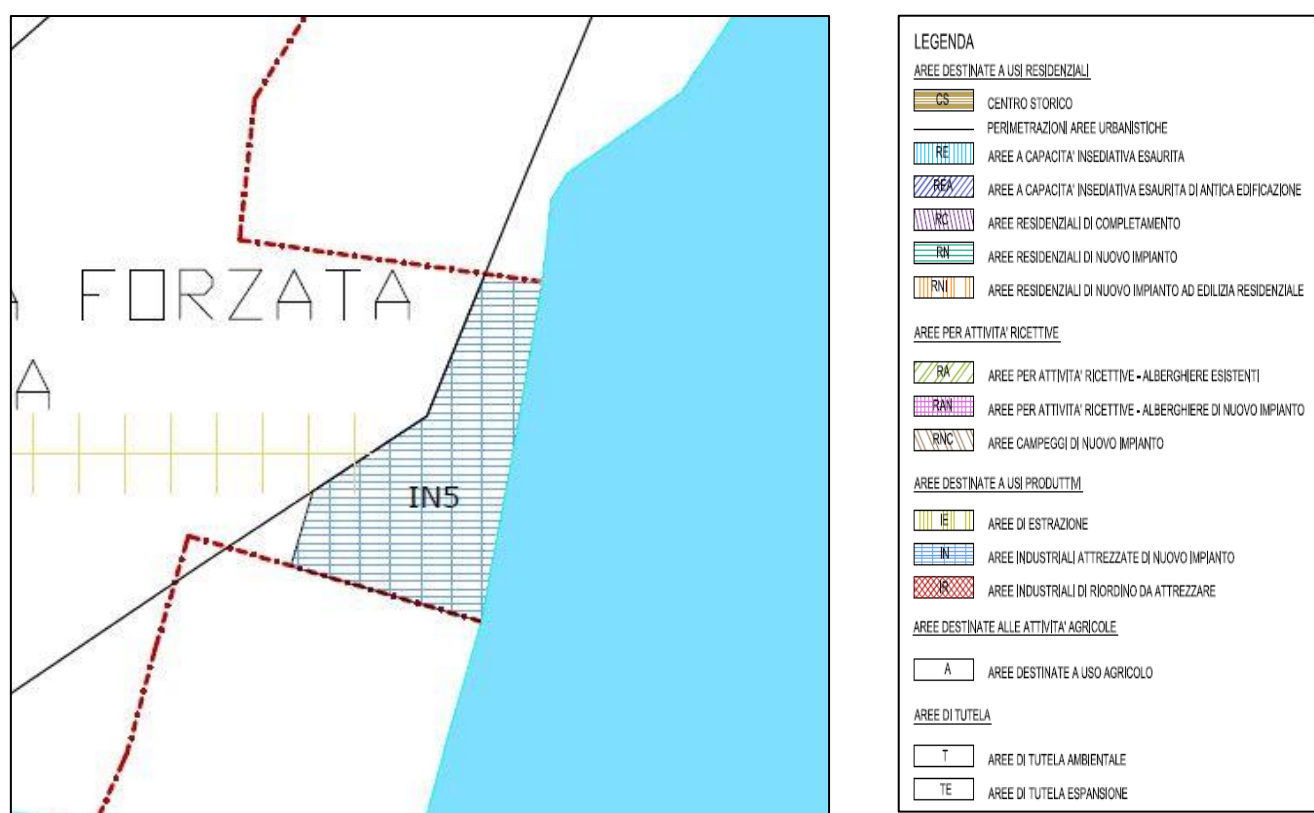 FORZATA
A
IN5
LEGENDA
AREE DESTINATE A USI RESIDENZIALI
CS CENTRO STORICO
PERIMETRAZIONI AREE URBANISTICHE
RE AREE A CAPACITA' INSEDIATIVA ESAURITA
REA AREE A CAPACITA' INSEDIATIVA ESAURITA DI ANTICA EDIFICAZIONE
RC AREE RESIDENZIALI DI COMPLETAMENTO
RN AREE RESIDENZIALI DI NUOVO IMPIANTO
RNI AREE RESIDENZIALI DI NUOVO IMPIANTO AD EDILIZIA RESIDENZIALE
AREE PER ATTIVITA' RICETTIVE
RA AREE PER ATTIVITA' RICETTIVE - ALBERGHIERE ESISTENTI
RAN AREE PER ATTIVITA' RICETTIVE - ALBERGHIERE DI NUOVO IMPIANTO
RNC AREE CAMPEGGI DI NUOVO IMPIANTO
AREE DESTINATE A USI PRODUTTIVI
IE AREE DI ESTRAZIONE
IN AREE INDUSTRIALI ATTREZZATE DI NUOVO IMPIANTO
IR AREE INDUSTRIALI DI RIORDINO DA ATTREZZARE
AREE DESTINATE ALLE ATTIVITA' AGRICOLE
A AREE DESTINATE A USO AGRICOLO
AREE DI TUTELA
T AREE DI TUTELA AMBIENTALE
TE AREE DI TUTELA ESPANSIONE